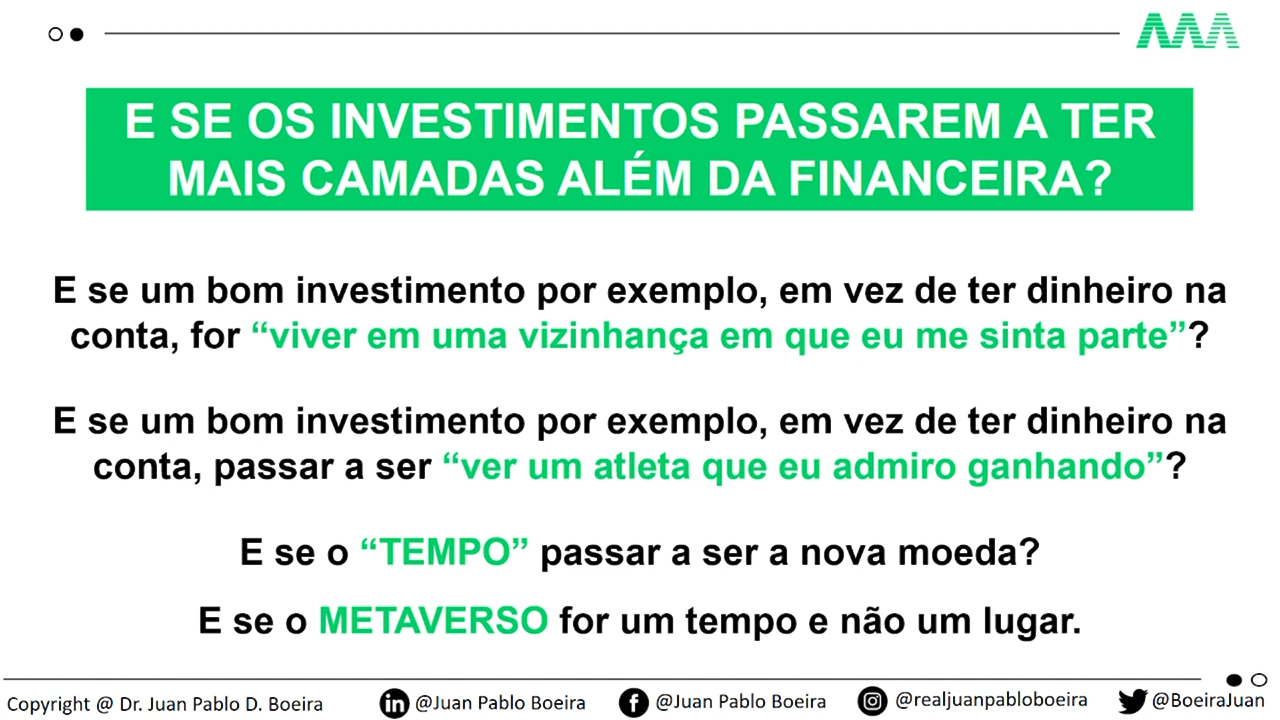 E SE OS INVESTIMENTOS PASSAREM A TER
MAIS CAMADAS ALÉM DA FINANCEIRA?
E se um bom investimento por exemplo, em vez de ter dinheiro na
conta, for “viver em uma vizinhança em que eu me sinta parte”?
E se um bom investimento por exemplo, em vez de ter dinheiro na
conta, passar a ser “ver um atleta que eu admiro ganhando”?
E se o “TEMPO” passar a ser a nova moeda?
E se o METAVERSO for um tempo e não um lugar.
Copyright @ Dr. Juan Pablo D. Boeira in @Juan Pablo Boeira f @Juan Pablo Boeira @realjuanpabloboeira @BoeiraJuan